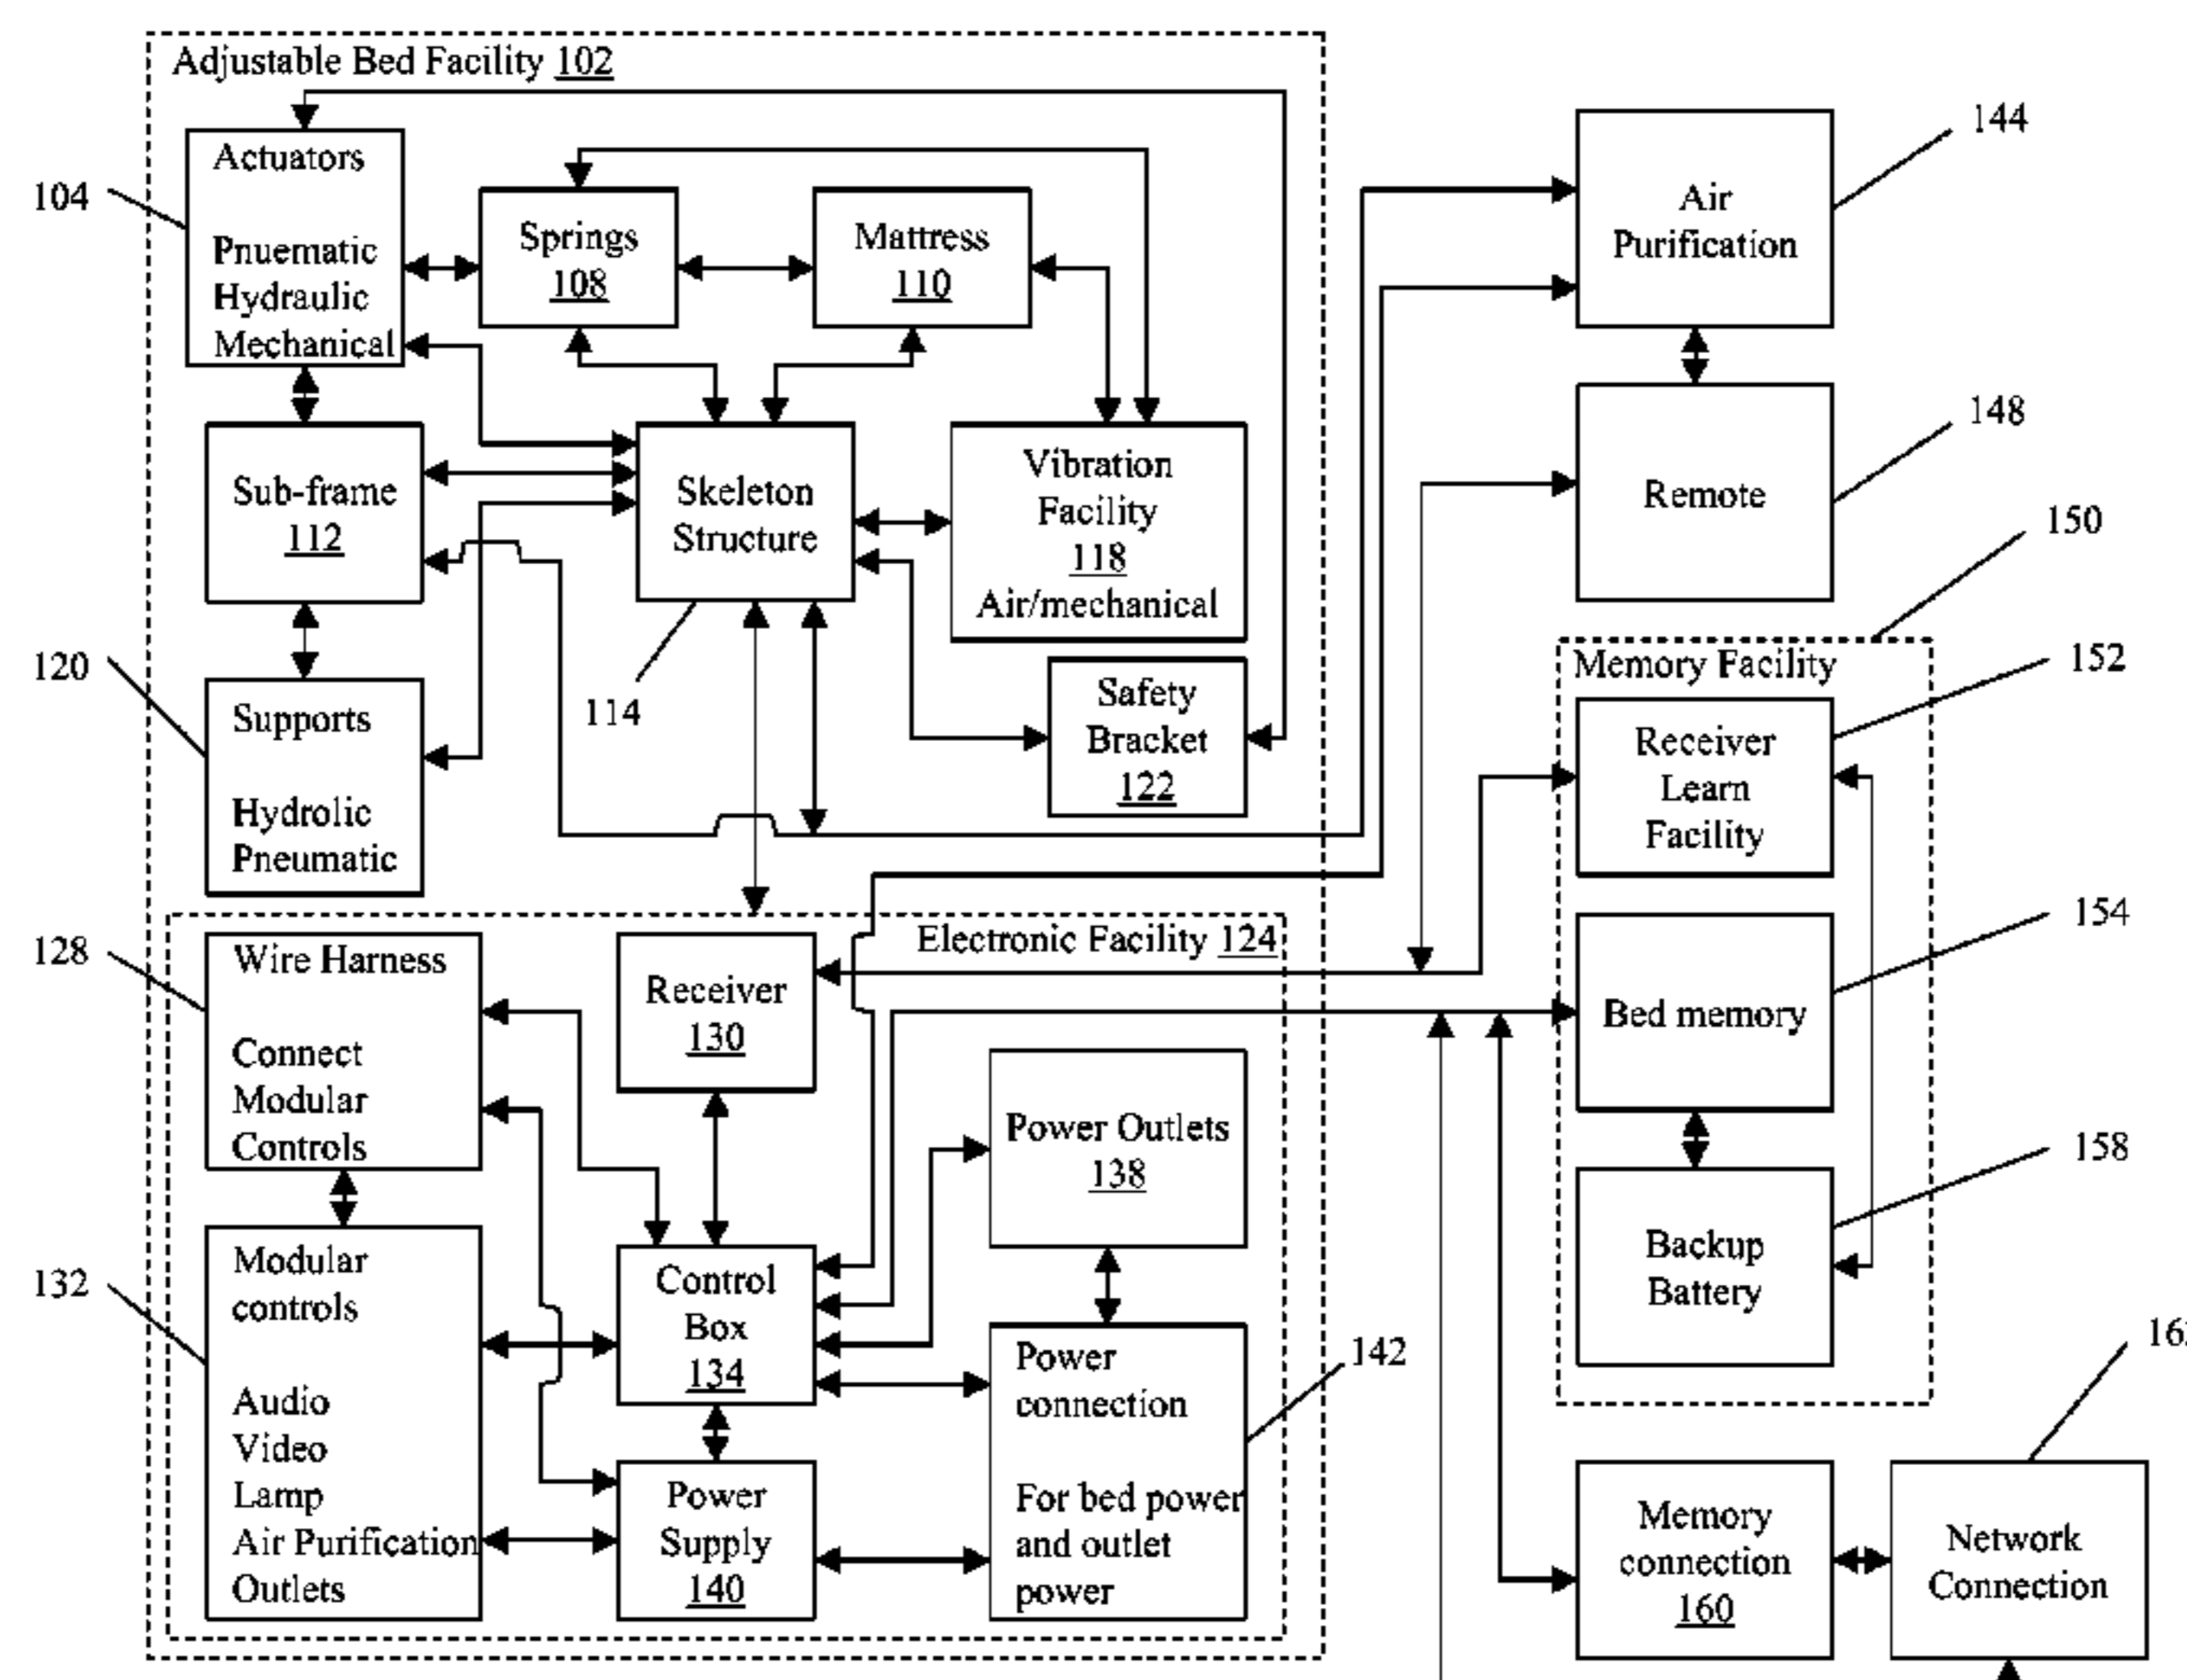 Adjustable Bed Facility 102
104
Actuators
Pnuematic
Hydraulic
Mechanical
Springs
108
Mattress
110
Sub-frame
112
Skeleton
Structure
114
Vibration
Facility
118
Air/mechanical
120
Supports
Hydrolic
Pneumatic
Safety
Bracket
122
Electronic Facility 124
128
Wire Harness
Connect
Modular
Controls
Receiver
130
132
Modular
controls
Audio
Video
Lamp
Air Purification
Outlets
Control
Box
134
Power Outlets
138
Power
Supply
140
Power
connection
For bed power
and outlet
power
142
Air
Purification
144
Remote
148
150
Memory Facility
Receiver
Learn
Facility
152
Bed memory
154
Backup
Battery
158
Memory
connection
160
Network
Connection